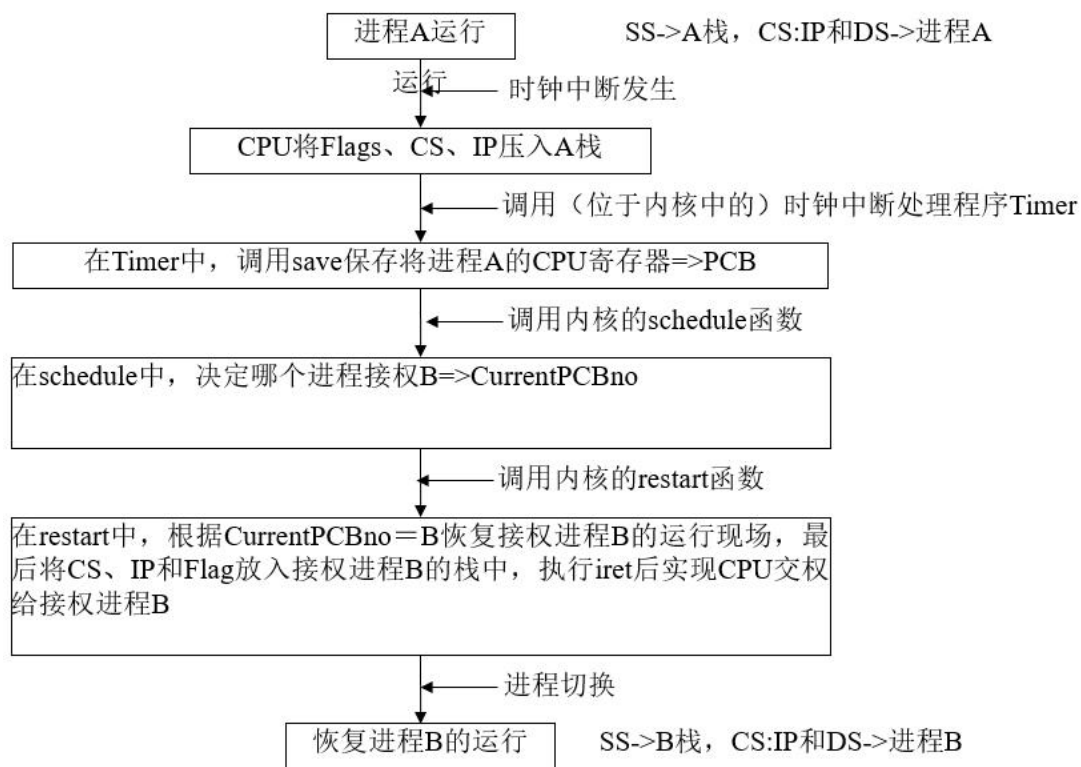 进程A运行
SS->A栈，CS:IP和DS->进程A
运行
时钟中断发生
CPU将Flags、CS、IP压入A栈
调用（位于内核中的）时钟中断处理程序Timer
在Timer中，调用save保存将进程A的CPU寄存器=>PCB
调用内核的schedule函数
在schedule中，决定哪个进程接权B=>CurrentPCBno
调用内核的restart函数
在restart中，根据CurrentPCBno＝B恢复接权进程B的运行现场，最
后将CS、IP和Flag放入接权进程B的栈中，执行iret后实现CPU交权
给接权进程B
进程切换
恢复进程B的运行
SS->B栈，CS:IP和DS->进程B